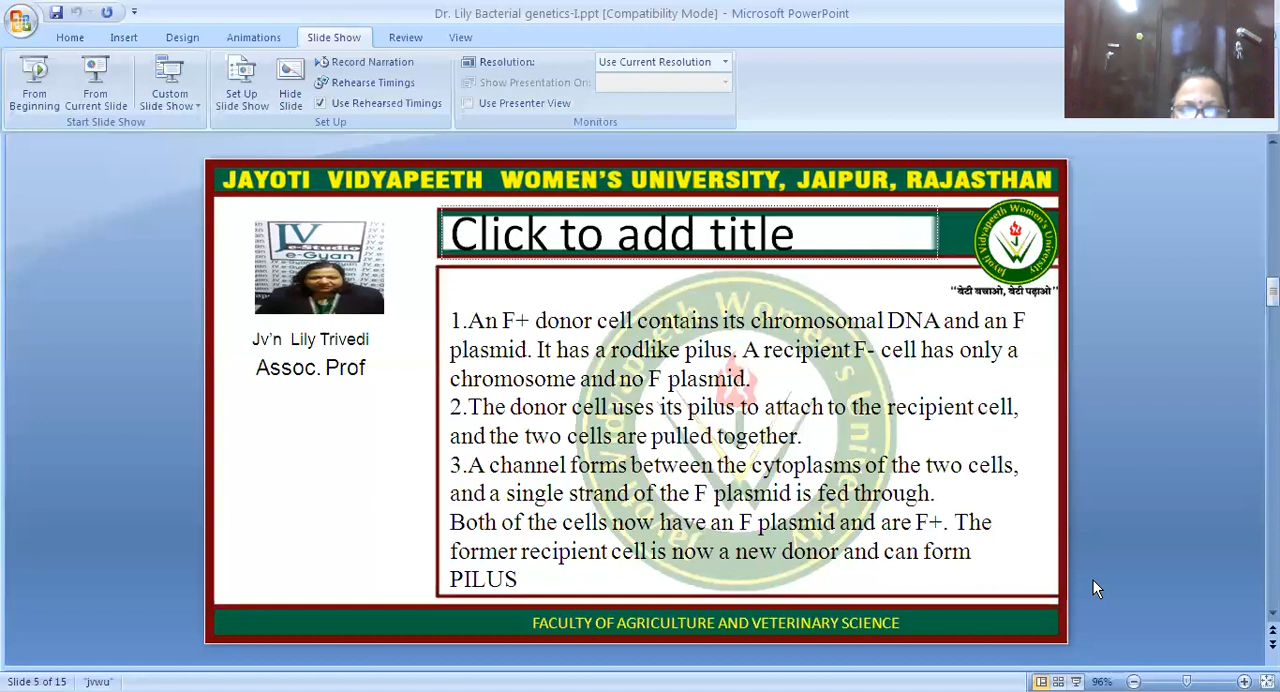 Dr. Lily Bacterial genetics-I.ppt [Compatibility Mode] - Microsoft PowerPoint
Home Insert Design Animations Slide Show Review View
Record Narration
Rehearse Timings
Use Rehearsed Timings
From Beginning
From Current Slide
Custom Slide Show
Set Up Slide Show
Hide Slide
Resolution: Use Current Resolution
Show Presentation On:
Use Presenter View
Start Slide Show Set Up Monitors
JAYOTI VIDYAPEETH WOMEN'S UNIVERSITY, JAIPUR, RAJASTHAN
JV
e-Studio
e-Gyan
Jv'n Lily Trivedi
Assoc. Prof
Click to add title
Jayoti Vidyapeeth Women's University
"बेटी बचाओ, बेटी पढ़ाओ"
1.An F+ donor cell contains its chromosomal DNA and an F
plasmid. It has a rodlike pilus. A recipient F- cell has only a
chromosome and no F plasmid.
2.The donor cell uses its pilus to attach to the recipient cell,
and the two cells are pulled together.
3.A channel forms between the cytoplasms of the two cells,
and a single strand of the F plasmid is fed through.
Both of the cells now have an F plasmid and are F+. The
former recipient cell is now a new donor and can form
PILUS
FACULTY OF AGRICULTURE AND VETERINARY SCIENCE
Slide 5 of 15 "jvwu" 96%